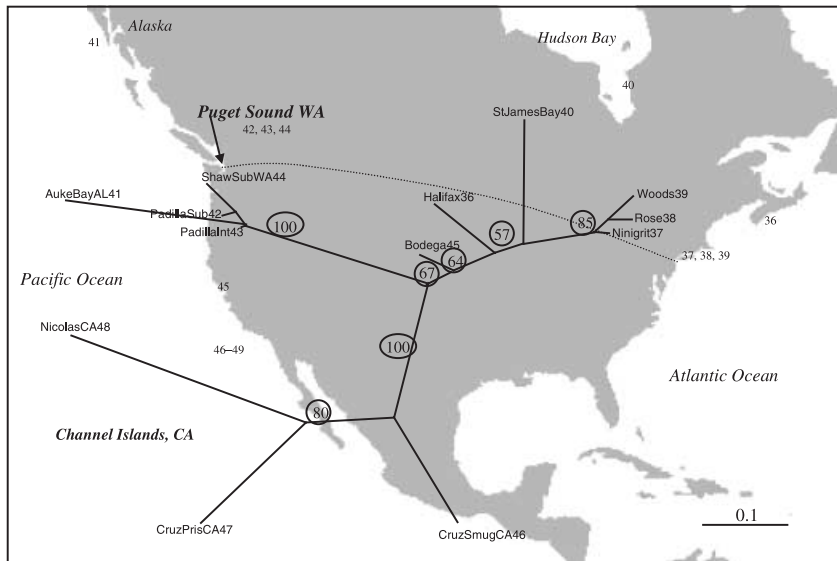 Alaska
Hudson Bay
41
40
Puget Sound WA
42, 43, 44
StJamesBay40
ShawSubWA44
AukeBayAL41
Halifax36
Woods39
PadillaSub42
Rose38
36
PadillaInt43
100
57
85
Ninigrit37
Bodega45
64
37, 38, 39
67
Pacific Ocean
45
NicolasCA48
46–49
100
Atlantic Ocean
80
Channel Islands, CA
0.1
CruzPrisCA47
CruzSmugCA46